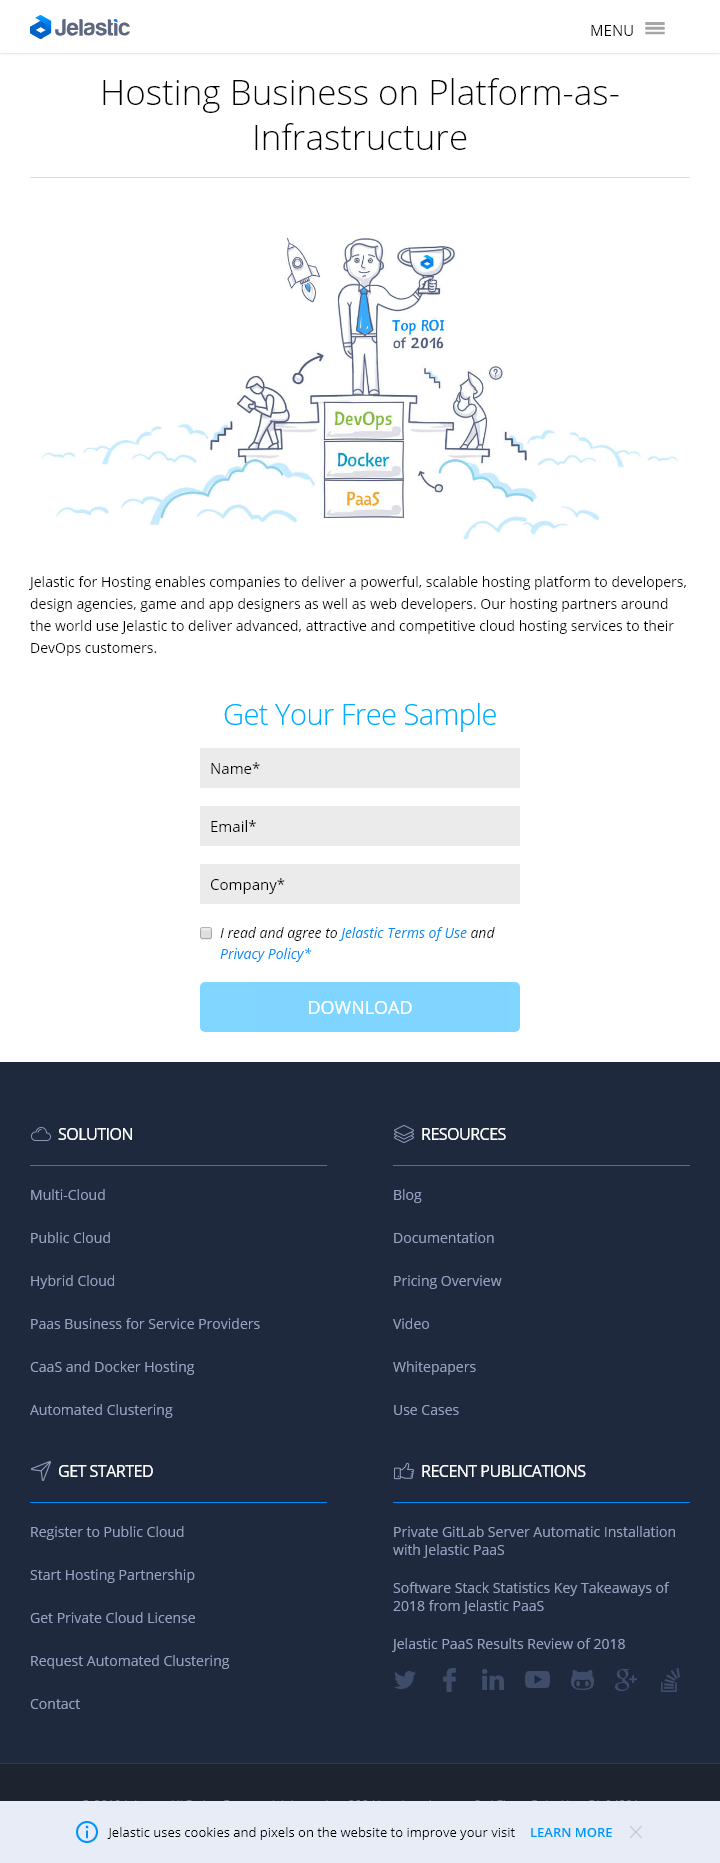 Jelastic
MENU
Hosting Business on Platform-as-
Infrastructure
Top ROI
of 2016
?
DevOps
Docker
PaaS
Jelastic for Hosting enables companies to deliver a powerful, scalable hosting platform to developers,
design agencies, game and app designers as well as web developers. Our hosting partners around
the world use Jelastic to deliver advanced, attractive and competitive cloud hosting services to their
DevOps customers.
Get Your Free Sample
Name*
Email*
Company*
I read and agree to Jelastic Terms of Use and
Privacy Policy*
DOWNLOAD
SOLUTION
Multi-Cloud
Public Cloud
Hybrid Cloud
Paas Business for Service Providers
CaaS and Docker Hosting
Automated Clustering
RESOURCES
Blog
Documentation
Pricing Overview
Video
Whitepapers
Use Cases
GET STARTED
Register to Public Cloud
Start Hosting Partnership
Get Private Cloud License
Request Automated Clustering
Contact
RECENT PUBLICATIONS
Private GitLab Server Automatic Installation
with Jelastic PaaS
Software Stack Statistics Key Takeaways of
2018 from Jelastic PaaS
Jelastic PaaS Results Review of 2018
Jelastic uses cookies and pixels on the website to improve your visit LEARN MORE